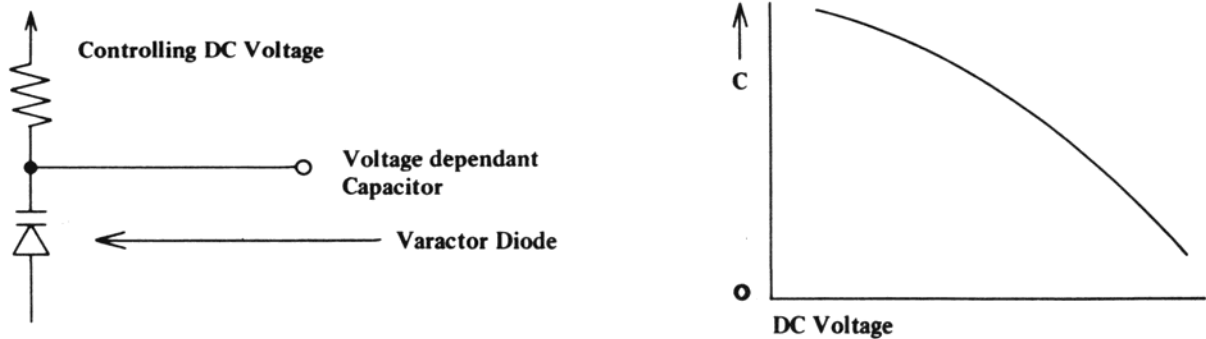 Controlling DC Voltage
Voltage dependant
Capacitor
Varactor Diode
C
O
DC Voltage